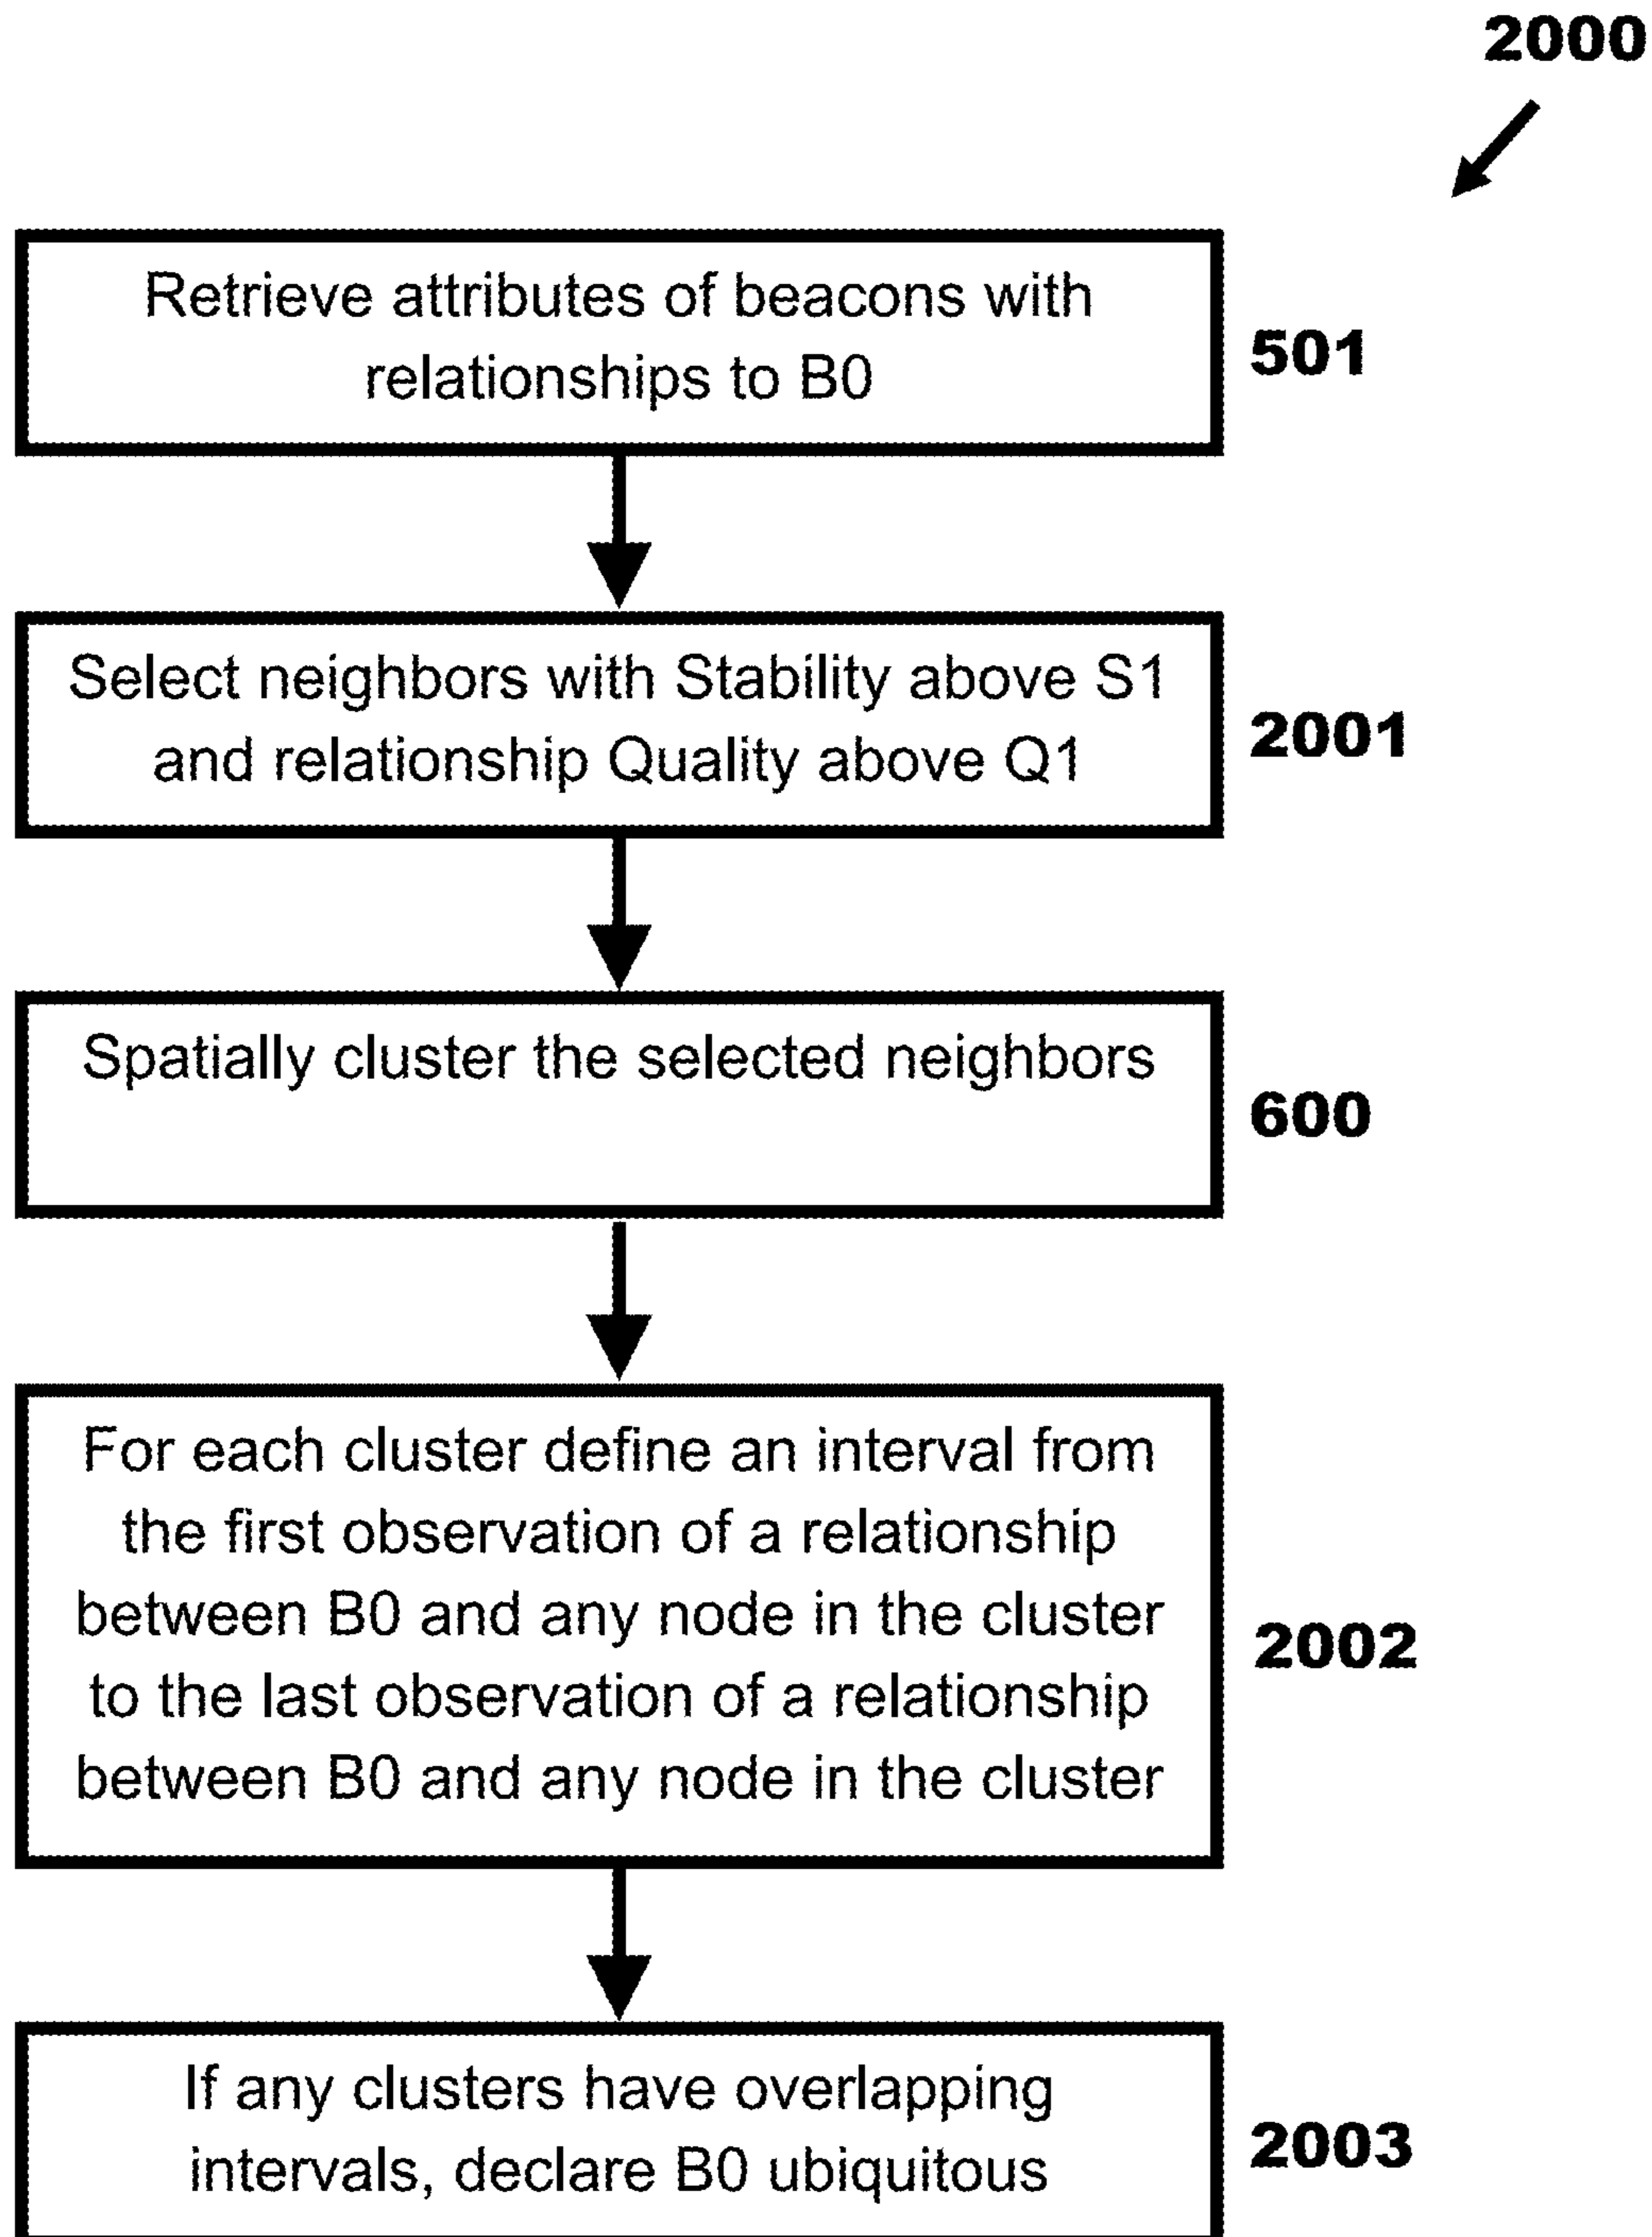 2000
Retrieve attributes of beacons with
relationships to B0
501
Select neighbors with Stability above S1
and relationship Quality above Q1
2001
Spatially cluster the selected neighbors
600
For each cluster define an interval from
the first observation of a relationship
between B0 and any node in the cluster
to the last observation of a relationship
between B0 and any node in the cluster
2002
If any clusters have overlapping
intervals, declare B0 ubiquitous
2003